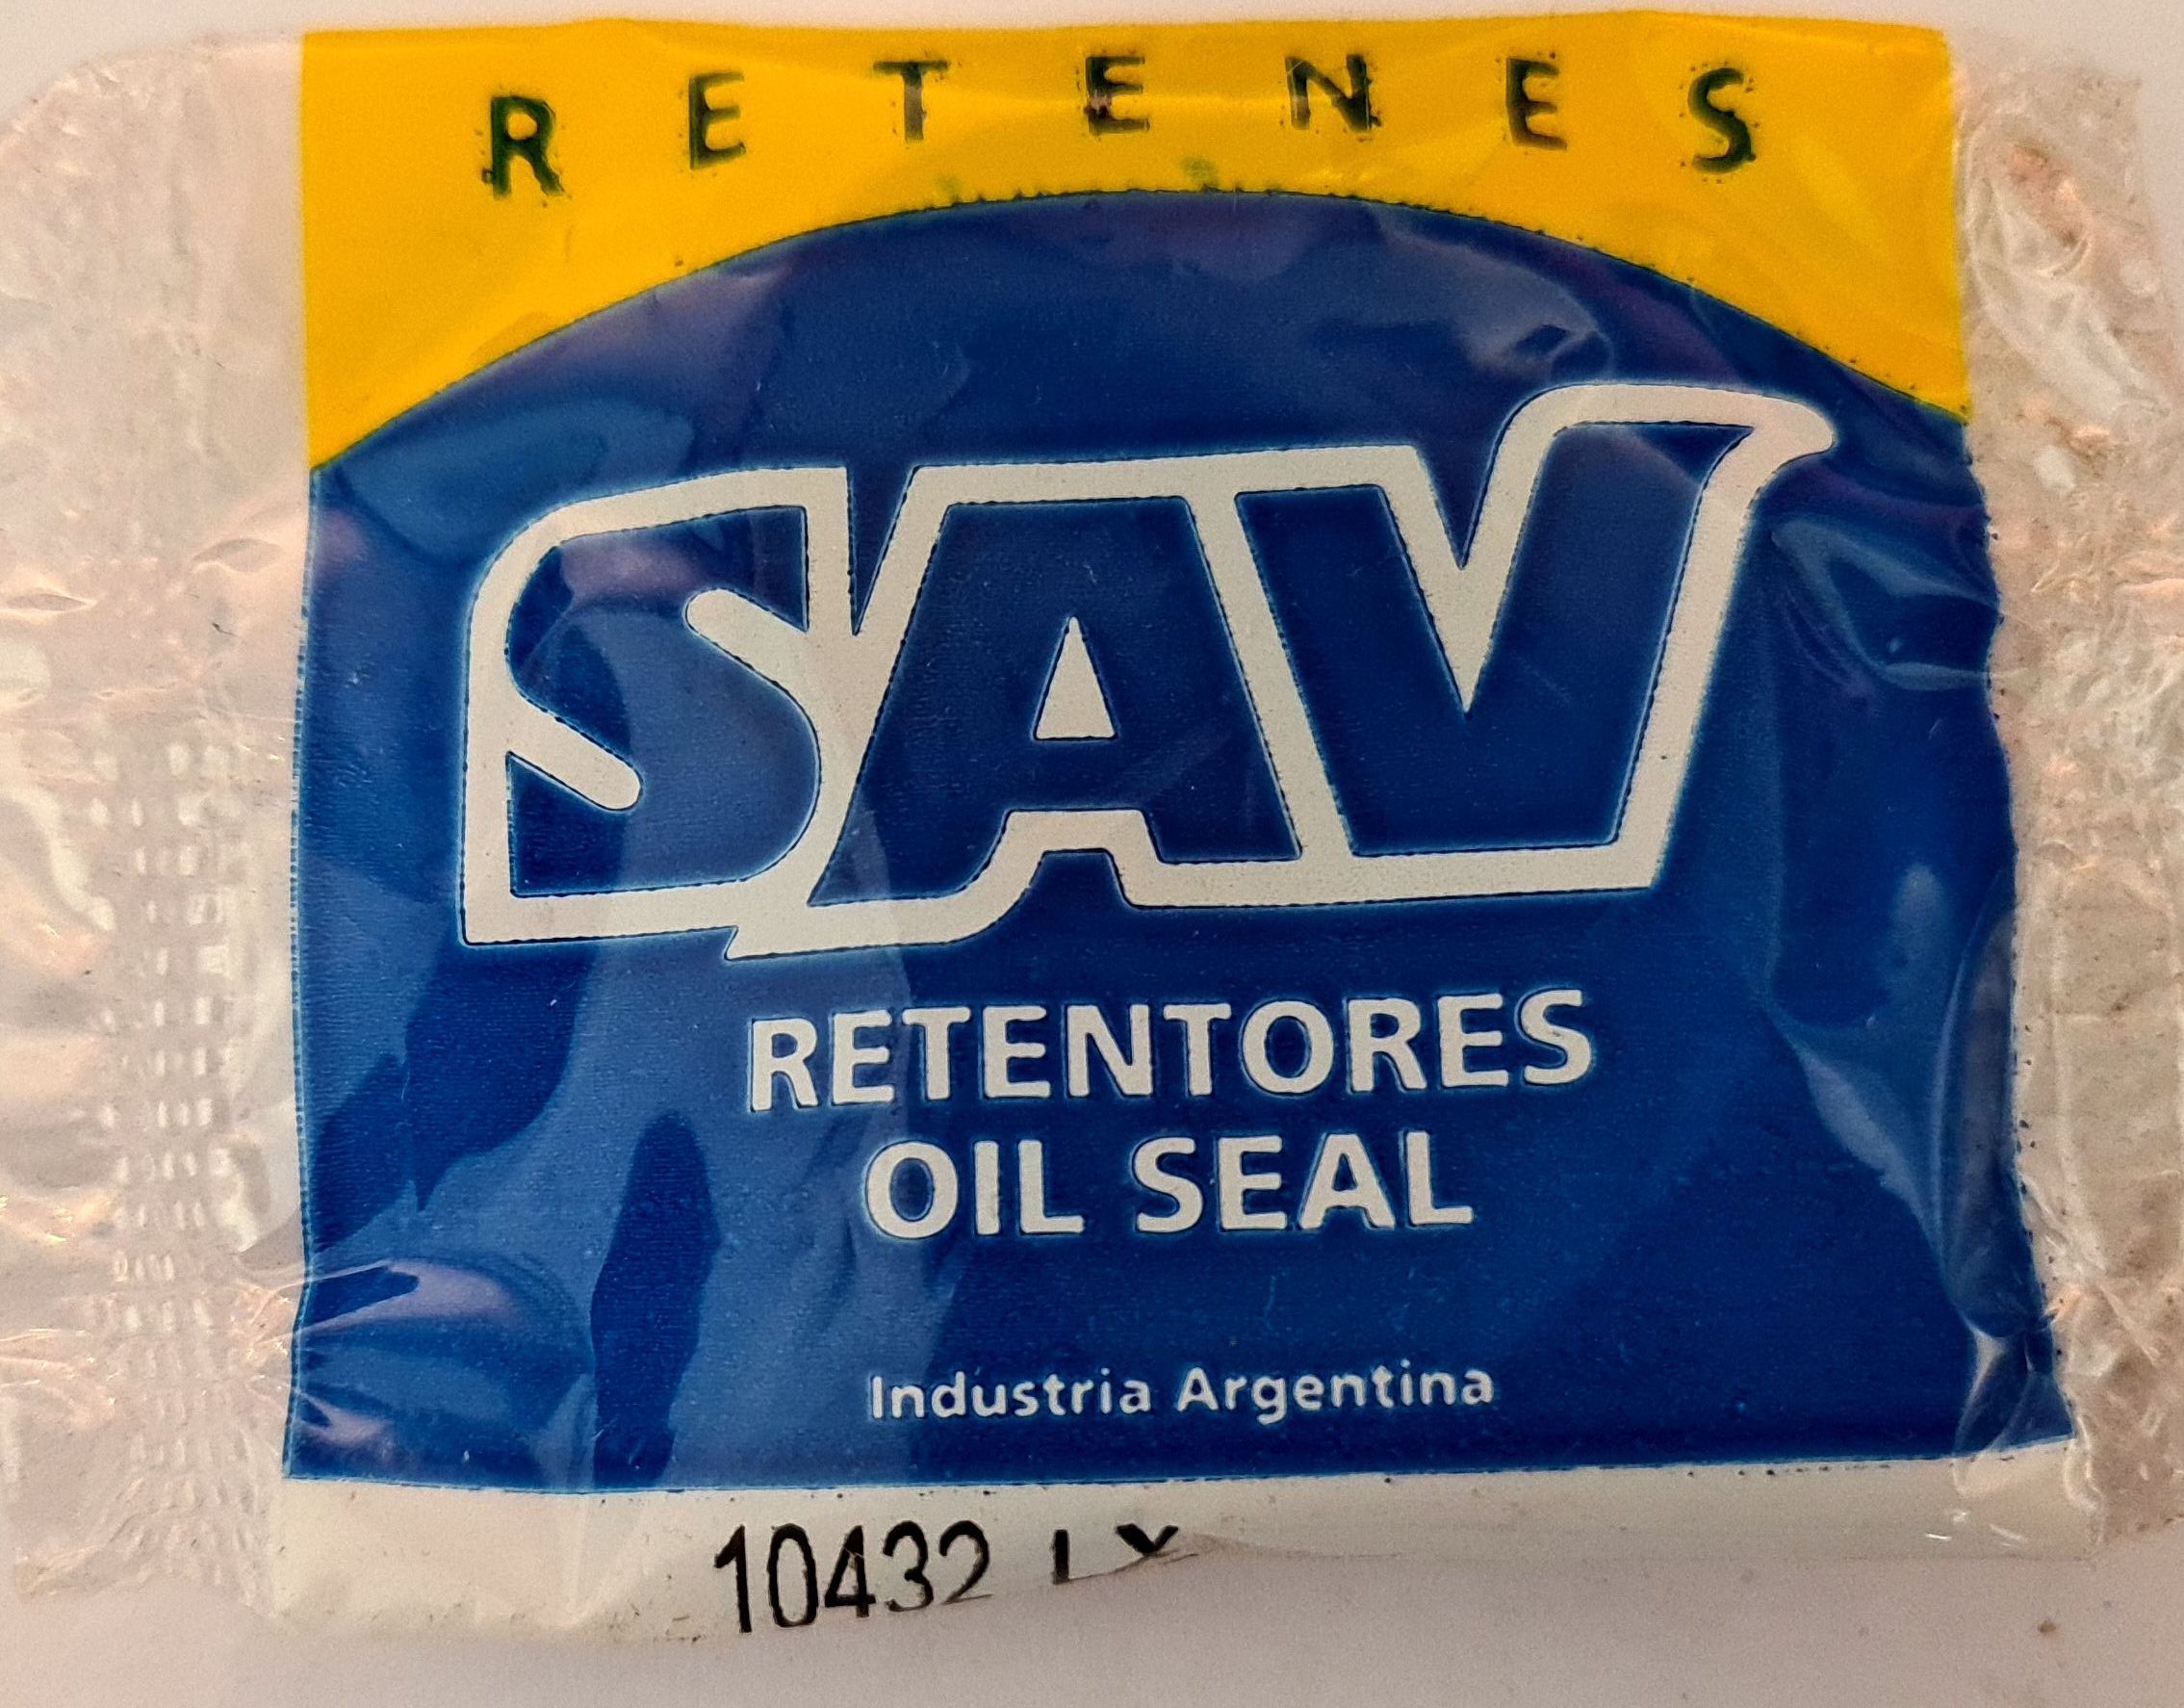 RETENES
SAV
RETENTORES
OIL SEAL
Industria Argentina
10432